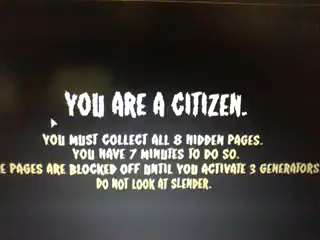 YOU ARE A CITIZEN.
YOU MUST COLLECT ALL 8 HIDDEN PAGES.
YOU HAVE 7 MINUTES TO DO SO.
E PAGES ARE BLOCKED OFF UNTIL YOU ACTIVATE 3 GENERATORS
DO NOT LOOK AT SLENDER.